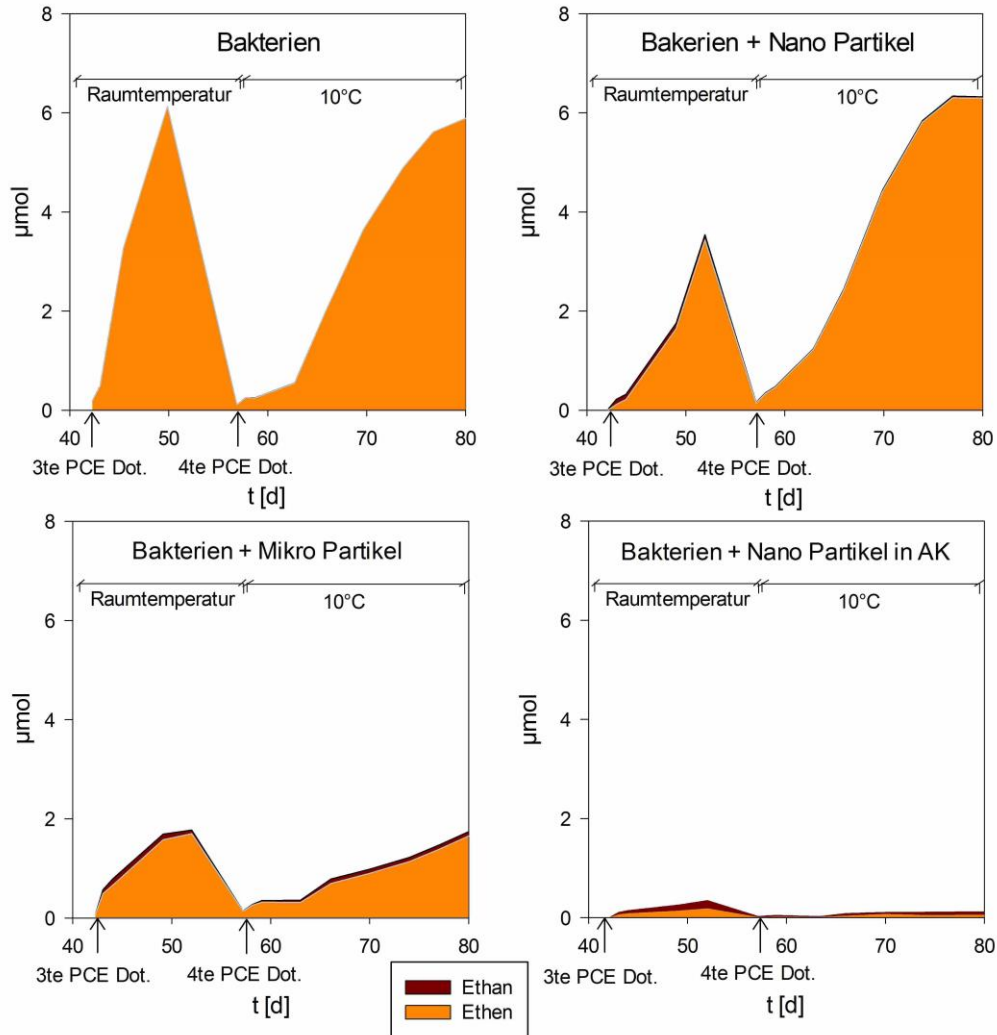 8
Bakterien
Raumtemperatur
10°C
6
4
µmol
2
0
40 50 60 70 80
3te PCE Dot. 4te PCE Dot.
t [d]
8
Bakerien + Nano Partikel
Raumtemperatur
10°C
6
4
µmol
2
0
40 50 60 70 80
3te PCE Dot. 4te PCE Dot.
t [d]
8
Bakterien + Mikro Partikel
Raumtemperatur
10°C
6
4
µmol
2
0
40 50 60 70 80
3te PCE Dot. 4te PCE Dot.
t [d]
8
Bakterien + Nano Partikel in AK
Raumtemperatur
10°C
6
4
µmol
2
0
40 50 60 70 80
3te PCE Dot. 4te PCE Dot.
t [d]
Ethan
Ethen